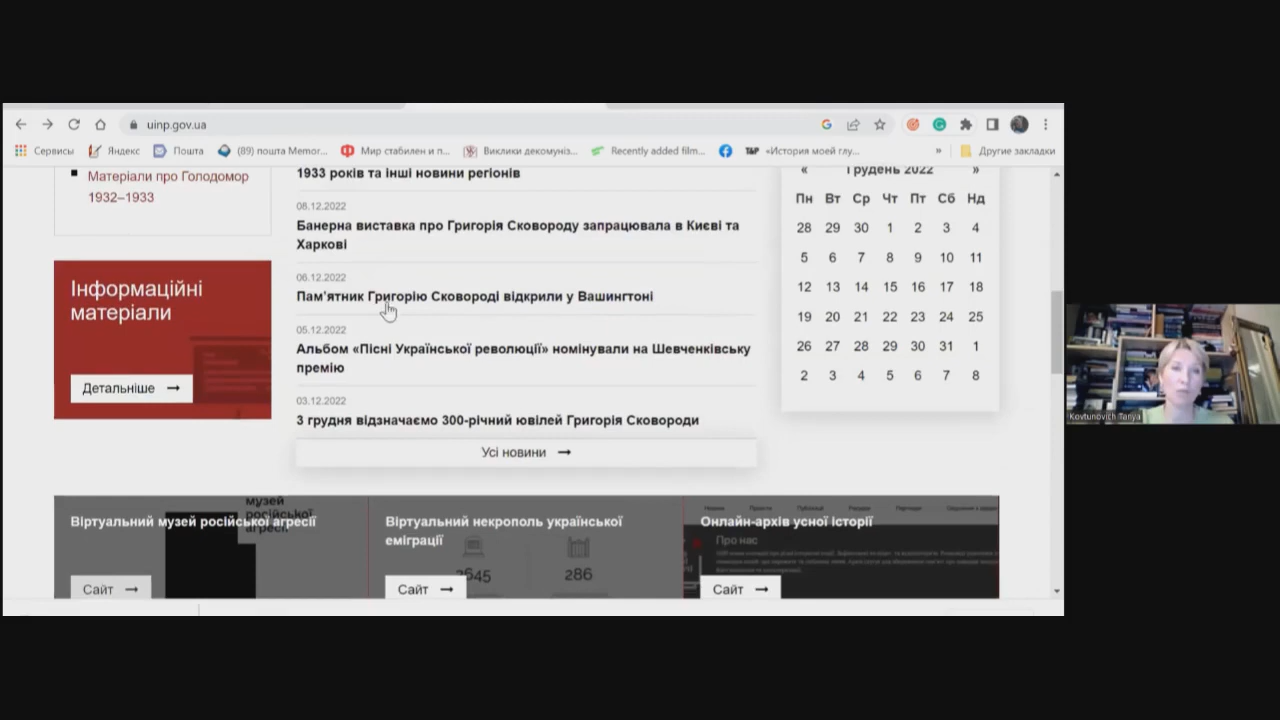 uinp.gov.ua
Сервисы
Яндекс
Пошта
(89) пошта Memor...
Мир стабилен и п...
Виклики декомуніз...
Recently added film...
«История моей глу...
»
Другие закладки
Матеріали про Голодомор
1932–1933
Інформаційні
матеріали
Детальніше →
1933 років та інші новини регіонів
08.12.2022
Банерна виставка про Григорія Сковороду запрацювала в Києві та
Харкові
06.12.2022
Пам'ятник Григорію Сковороді відкрили у Вашингтоні
05.12.2022
Альбом «Пісні Української революції» номінували на Шевченківську
премію
03.12.2022
3 грудня відзначаємо 300-річний ювілей Григорія Сковороди
Усі новини →
« Грудень 2022 »
Пн Вт Ср Чт Пт Сб Нд
28 29 30 1 2 3 4
5 6 7 8 9 10 11
12 13 14 15 16 17 18
19 20 21 22 23 24 25
26 27 28 29 30 31 1
2 3 4 5 6 7 8
Kovtunovich Tanya
музей
російської
агресії
Віртуальний музей російської агресії
Сайт →
Віртуальний некрополь української
еміграції
2645
286
Сайт →
Онлайн-архів усної історії
Про нас
Сайт →